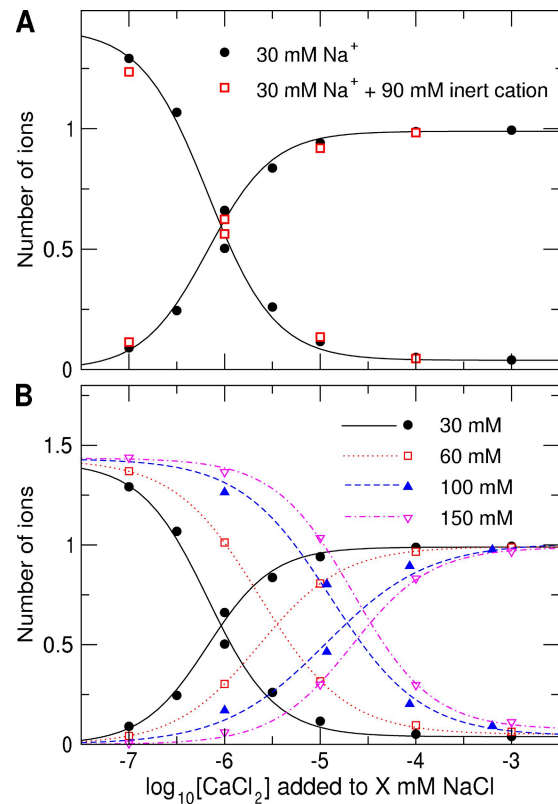 A
30 mM Na⁺
30 mM Na⁺ + 90 mM inert cation
1
0.5
0
Number of ions
B
30 mM
60 mM
100 mM
150 mM
1.5
1
0.5
0
Number of ions
-7 -6 -5 -4 -3
log₁₀[CaCl₂] added to X mM NaCl